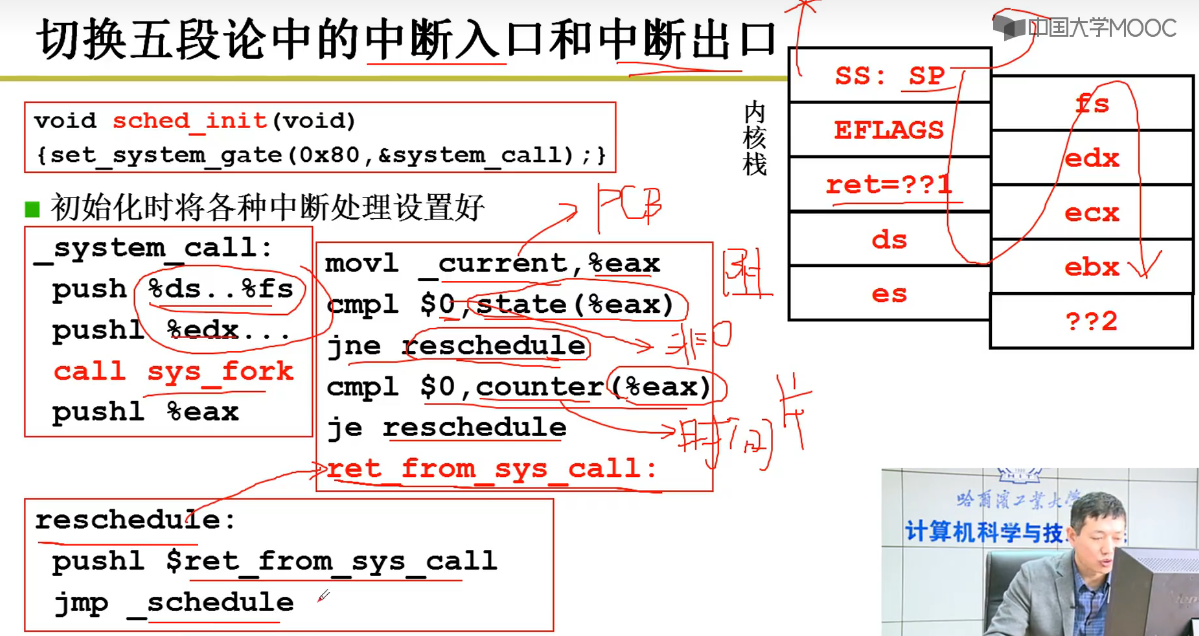 切换五段论中的中断入口和中断出口
中国大学MOOC
void sched_init(void)
{set_system_gate(0x80,&system_call);}
初始化时将各种中断处理设置好
_system_call:
push %ds..%fs
pushl %edx...
call sys_fork
pushl %eax
movl _current,%eax
cmpl $0,state(%eax)
jne reschedule
cmpl $0,counter(%eax)
je reschedule
ret_from_sys_call:
PCB
非0
时间片
reschedule:
pushl $ret_from_sys_call
jmp _schedule
内核栈
SS: SP
EFLAGS
ret=??1
ds
es
fs
edx
ecx
ebx
??2
哈尔滨工业大学
计算机科学与技